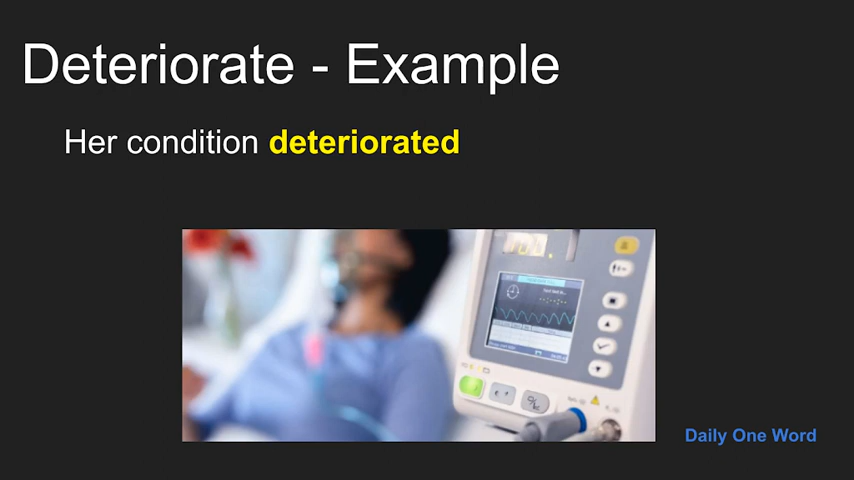 Deteriorate - Example
Her condition deteriorated
Daily One Word